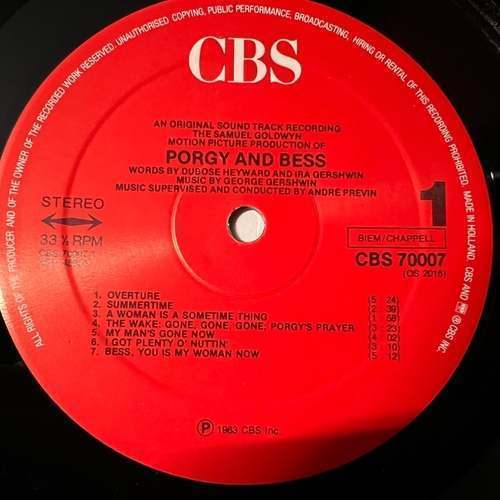 ALL RIGHTS OF THE PRODUCER AND OF THE OWNER OF THE RECORDED WORK RESERVED. UNAUTHORISED COPYING, PUBLIC PERFORMANCE, BROADCASTING, HIRING OR RENTAL OF THIS RECORDING PROHIBITED. MADE IN HOLLAND. CBS AND ARE ® CBS INC.
CBS
AN ORIGINAL SOUND TRACK RECORDING
THE SAMUEL GOLDWYN
MOTION PICTURE PRODUCTION OF
PORGY AND BESS
WORDS BY DUBOSE HEYWARD AND IRA GERSHWIN
MUSIC BY GEORGE GERSHWIN
MUSIC SUPERVISED AND CONDUCTED BY ANDRÉ PREVIN
STEREO
33⅓ RPM
1
BIEM/CHAPPELL
CBS 70007
(OS 2016)
1. OVERTURE (5 : 24)
2. SUMMERTIME (2 : 39)
3. A WOMAN IS A SOMETIME THING (1 : 58)
4. THE WAKE: GONE, GONE, GONE; PORGY'S PRAYER (3 : 23)
5. MY MAN'S GONE NOW (4 : 02)
6. I GOT PLENTY O' NUTTIN' (3 : 10)
7. BESS, YOU IS MY WOMAN NOW (5 : 12)
Ⓟ 1963 CBS Inc.